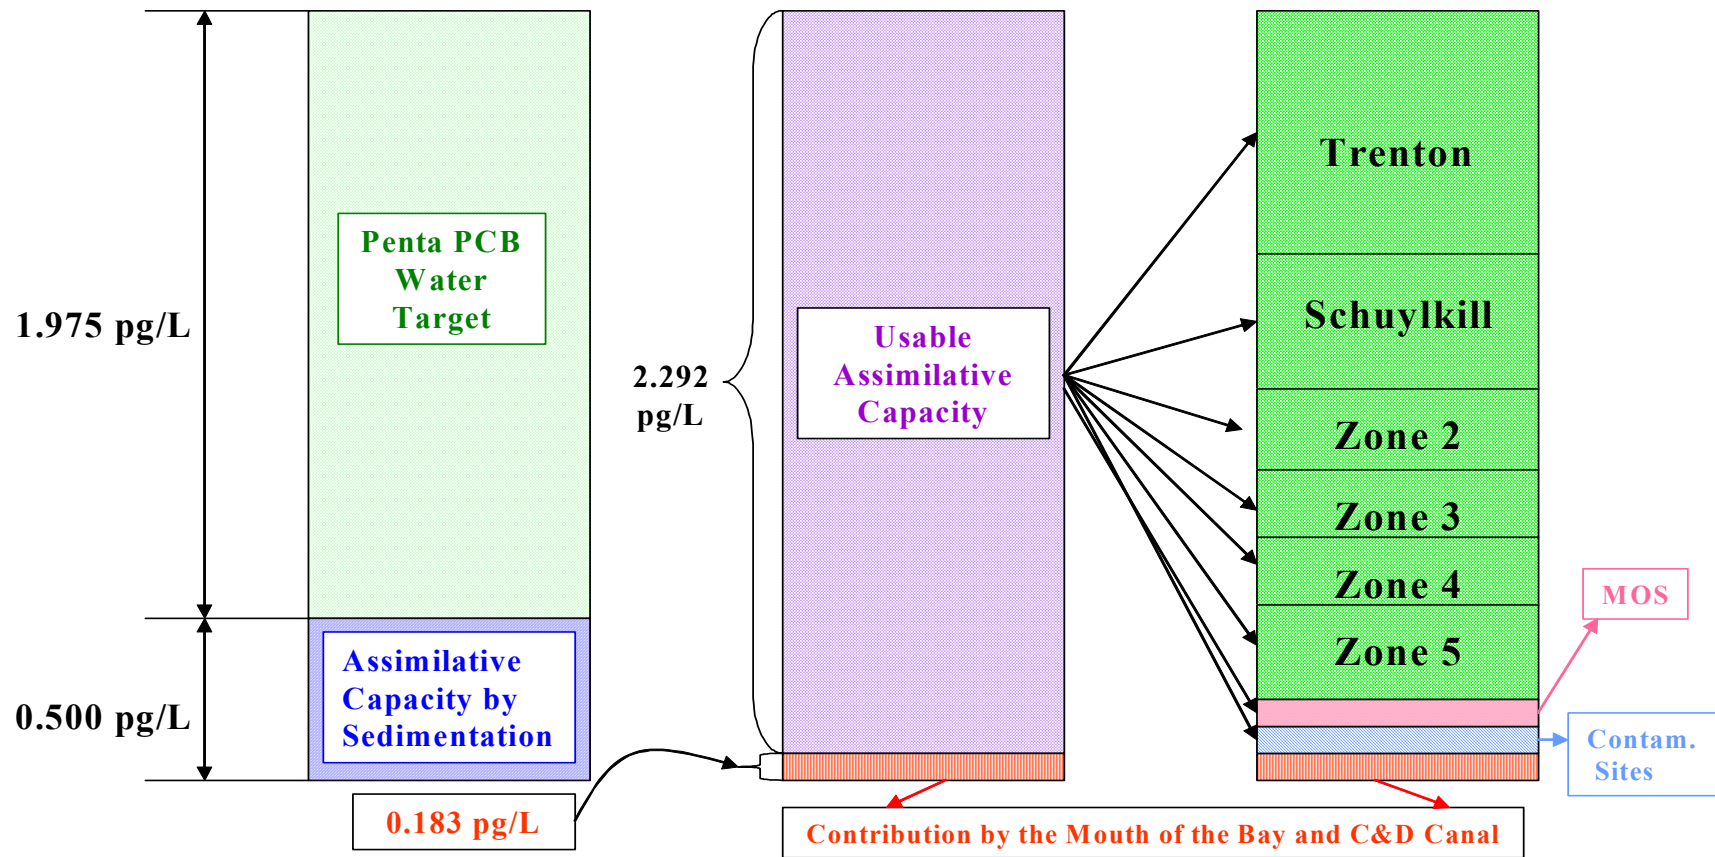 1.975 pg/L
0.500 pg/L
Penta PCB
Water
Target
Assimilative
Capacity by
Sedimentation
0.183 pg/L
2.292
pg/L
Usable
Assimilative
Capacity
Trenton
Schuylkill
Zone 2
Zone 3
Zone 4
Zone 5
MOS
Contam.
Sites
Contribution by the Mouth of the Bay and C&D Canal